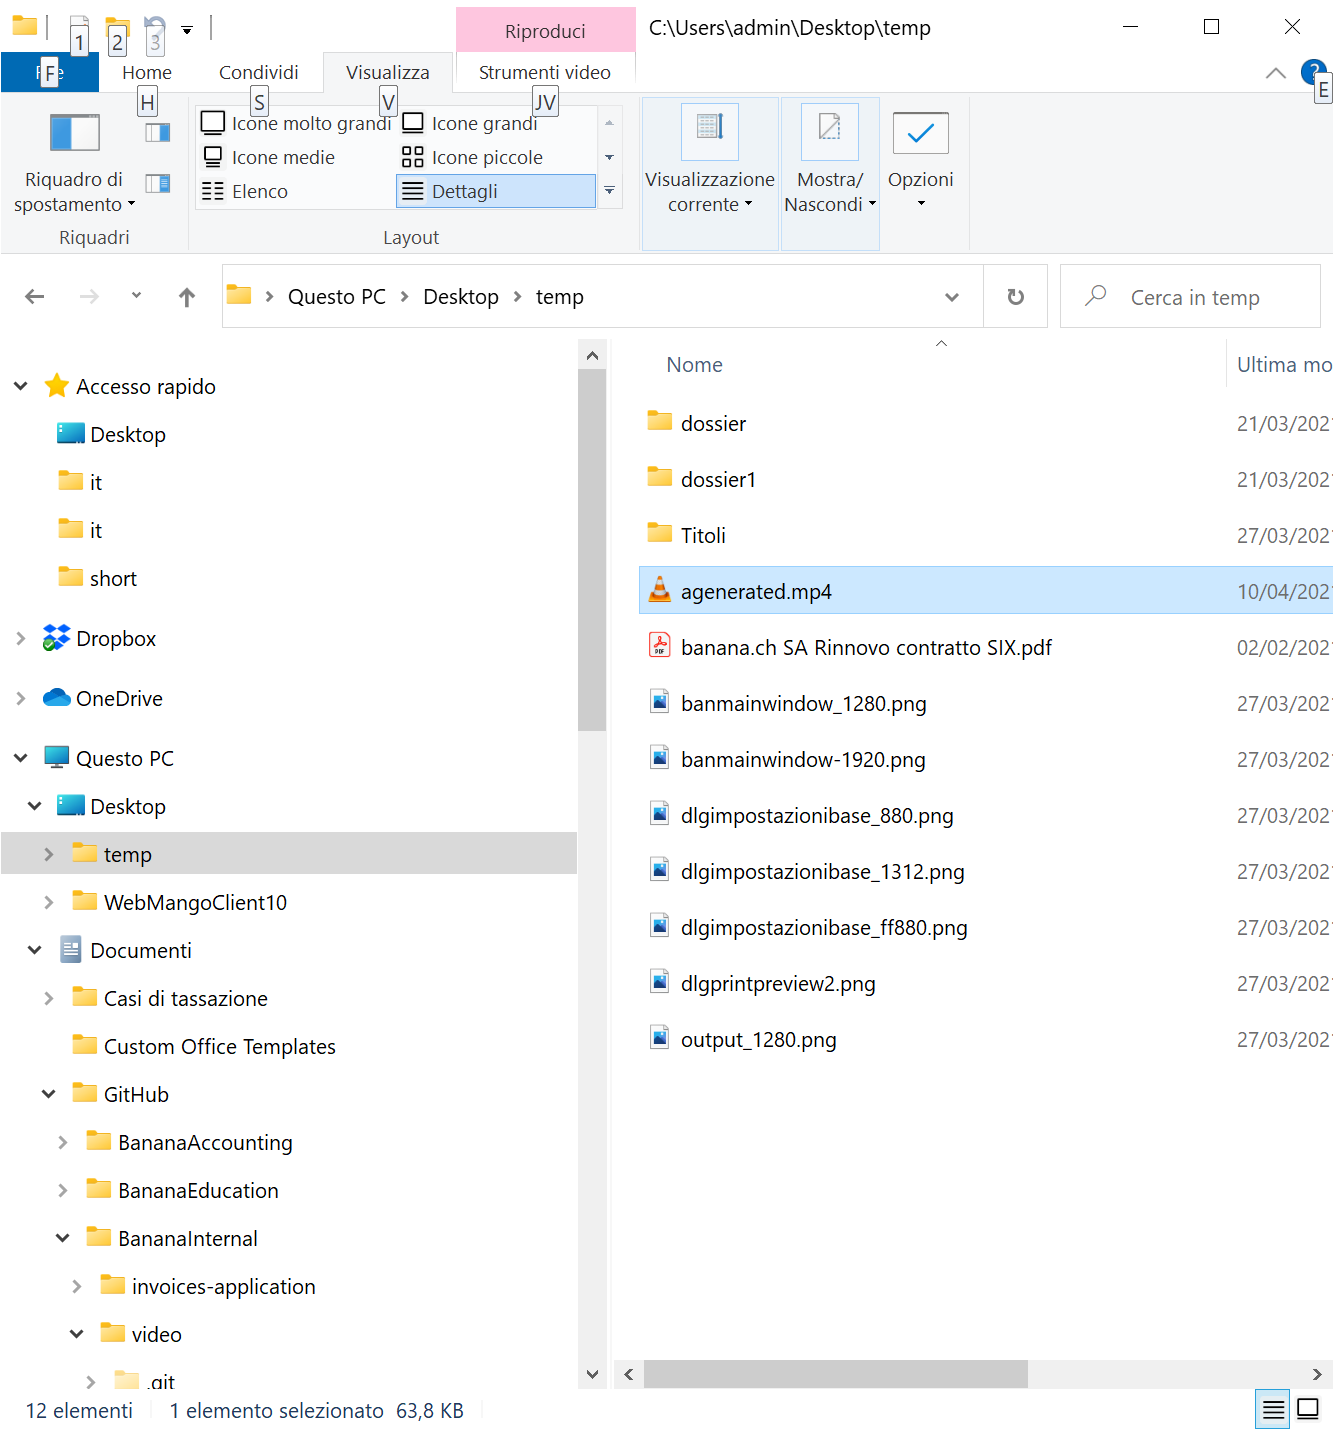 1
2
3
Riproduci
C:\Users\admin\Desktop\temp
F
Home
Condividi
Visualizza
Strumenti video
?
H
S
V
JV
E
Riquadro di
spostamento
Riquadri
Icone molto grandi
Icone grandi
Icone medie
Icone piccole
Elenco
Dettagli
Layout
Visualizzazione
corrente
Mostra/
Nascondi
Opzioni
Questo PC
Desktop
temp
Cerca in temp
Accesso rapido
Desktop
it
it
short
Dropbox
OneDrive
Questo PC
Desktop
temp
WebMangoClient10
Documenti
Casi di tassazione
Custom Office Templates
GitHub
BananaAccounting
BananaEducation
BananaInternal
invoices-application
video
.git
Nome
Ultima mo
dossier
21/03/202
dossier1
21/03/202
Titoli
27/03/202
agenerated.mp4
10/04/202
PDF
banana.ch SA Rinnovo contratto SIX.pdf
02/02/202
banmainwindow_1280.png
27/03/202
banmainwindow-1920.png
27/03/202
dlgimpostazionibase_880.png
27/03/202
dlgimpostazionibase_1312.png
27/03/202
dlgimpostazionibase_ff880.png
27/03/202
dlgprintpreview2.png
27/03/202
output_1280.png
27/03/202
12 elementi
1 elemento selezionato 63,8 KB